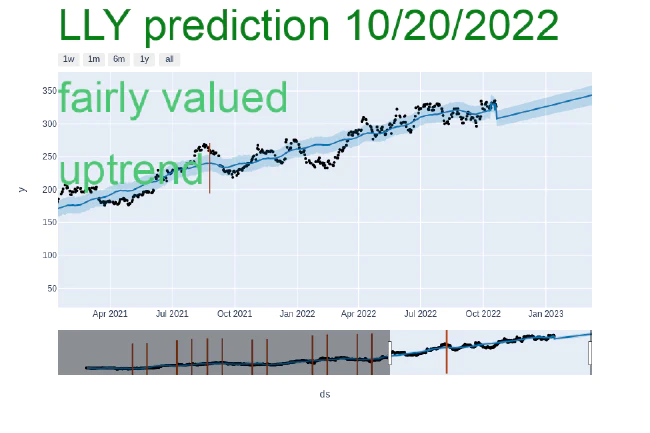 LLY prediction 10/20/2022
1w 1m 6m 1y all
fairly valued
uptrend
350
300
250
200
150
100
50
y
Apr 2021 Jul 2021 Oct 2021 Jan 2022 Apr 2022 Jul 2022 Oct 2022 Jan 2023
ds